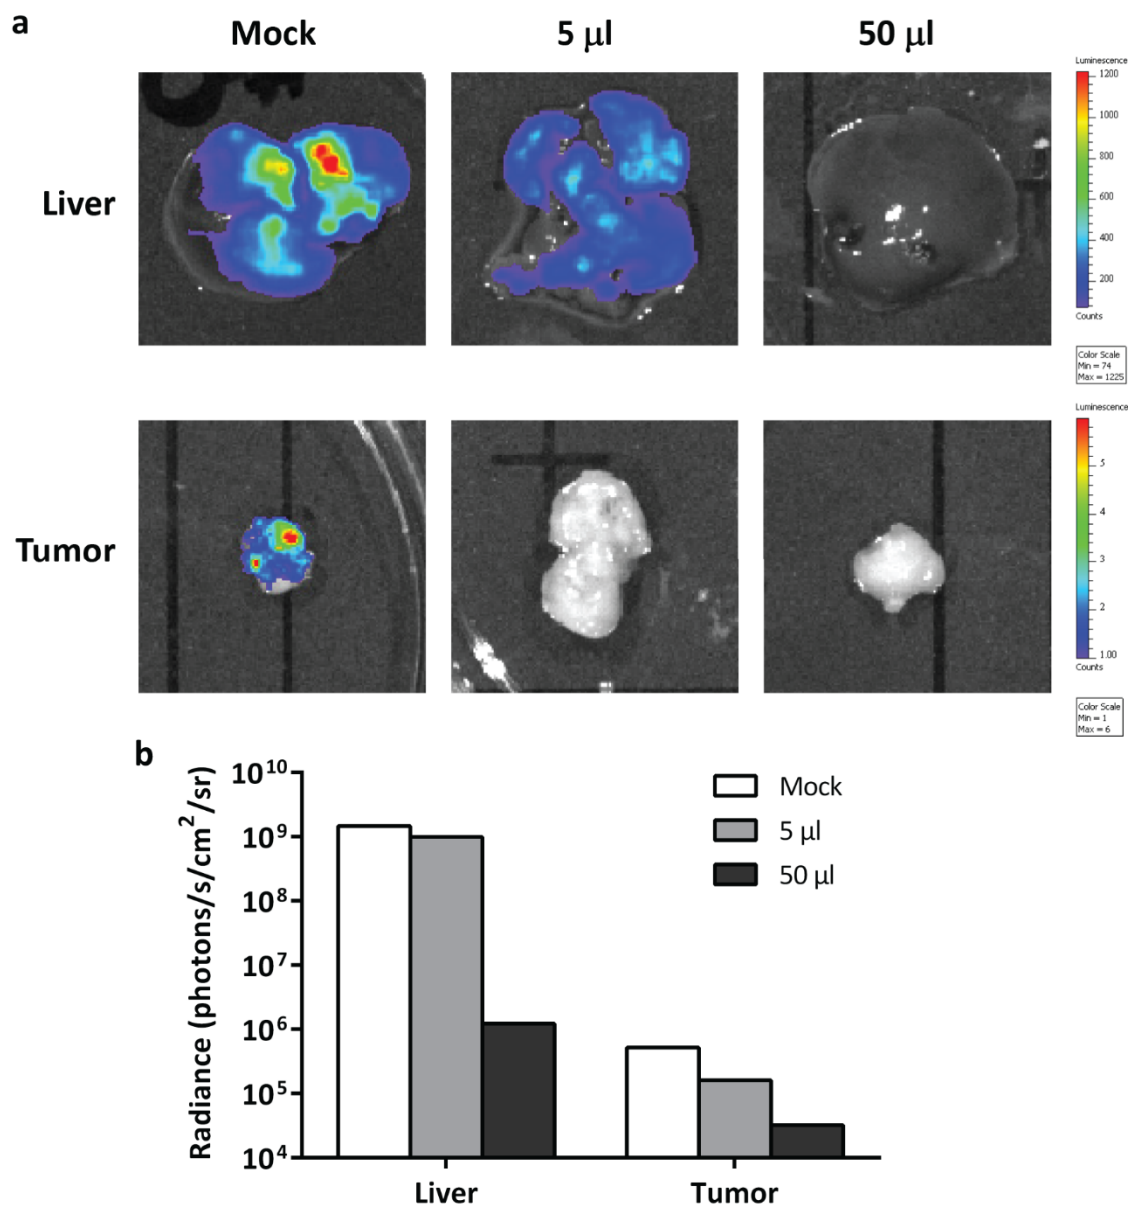 a
Mock 5 μl 50 μl
Liver
Luminescence
1200
1000
800
600
400
200
Counts
Color Scale
Min = 74
Max = 1225
Tumor
Luminescence
5
4
3
2
1.00
Counts
Color Scale
Min = 1
Max = 6
b
Radiance (photons/s/cm²/sr)
10¹⁰
10⁹
10⁸
10⁷
10⁶
10⁵
10⁴
Mock
5 μl
50 μl
Liver Tumor